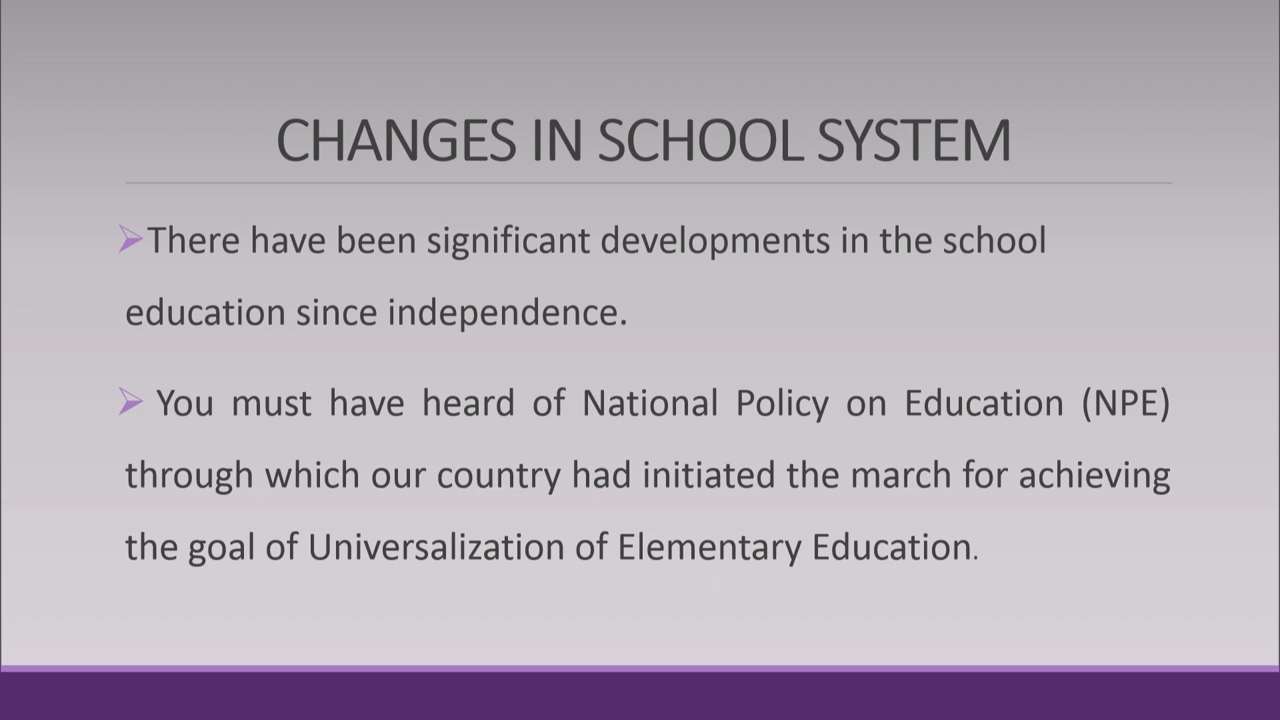 CHANGES IN SCHOOL SYSTEM
There have been significant developments in the school
education since independence.
You must have heard of National Policy on Education (NPE)
through which our country had initiated the march for achieving
the goal of Universalization of Elementary Education.